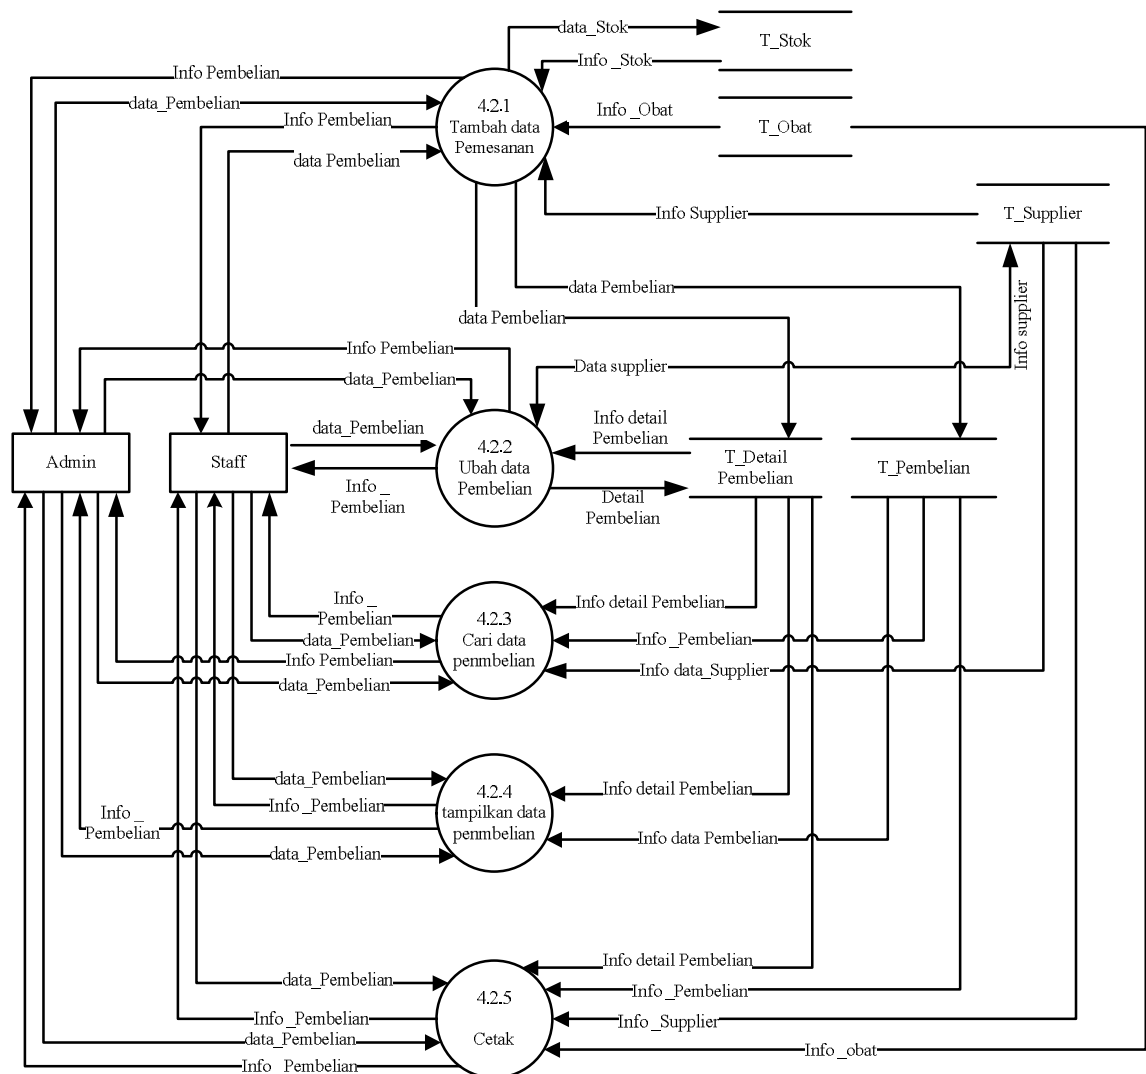 data_Stok
T_Stok
Info _Stok
Info Pembelian
data_Pembelian
4.2.1
Tambah data
Pemesanan
Info _Obat
T_Obat
Info Pembelian
data Pembelian
Info Supplier
T_Supplier
data Pembelian
data Pembelian
Info supplier
Info Pembelian
Data supplier
data_Pembelian
Info detail
Pembelian
data_Pembelian
Admin
Staff
4.2.2
Ubah data
Pembelian
T_Detail
Pembelian
T_Pembelian
Info _
Pembelian
Detail
Pembelian
Info _
Pembelian
4.2.3
Cari data
penmbelian
Info detail Pembelian
data_Pembelian
Info _Pembelian
Info Pembelian
Info data_Supplier
data_Pembelian
data_Pembelian
4.2.4
tampilkan data
penmbelian
Info detail Pembelian
Info _Pembelian
Info _
Pembelian
Info data Pembelian
data_Pembelian
Info detail Pembelian
data_Pembelian
4.2.5
Cetak
Info _Pembelian
Info _Pembelian
Info _Supplier
data_Pembelian
Info _obat
Info _ Pembelian